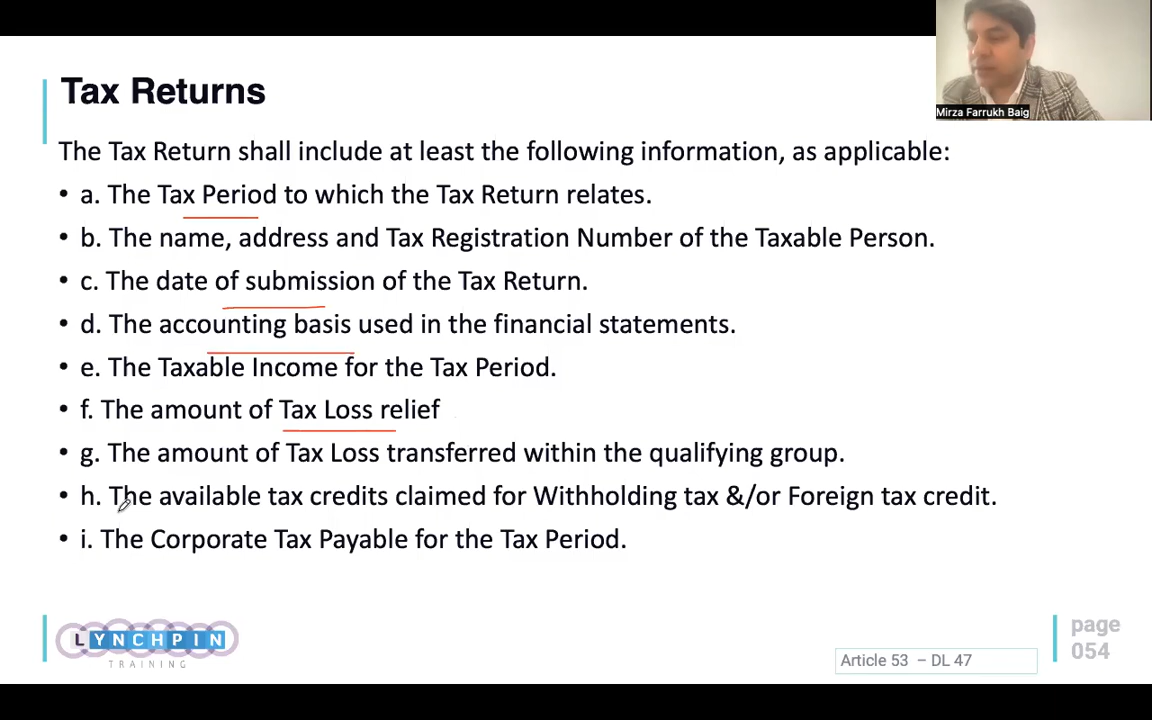 Mirza Farrukh Baig
Tax Returns
The Tax Return shall include at least the following information, as applicable:
• a. The Tax Period to which the Tax Return relates.
• b. The name, address and Tax Registration Number of the Taxable Person.
• c. The date of submission of the Tax Return.
• d. The accounting basis used in the financial statements.
• e. The Taxable Income for the Tax Period.
• f. The amount of Tax Loss relief
• g. The amount of Tax Loss transferred within the qualifying group.
• h. The available tax credits claimed for Withholding tax &/or Foreign tax credit.
• i. The Corporate Tax Payable for the Tax Period.
LYNCHPIN
TRAINING
Article 53 – DL 47
page
054